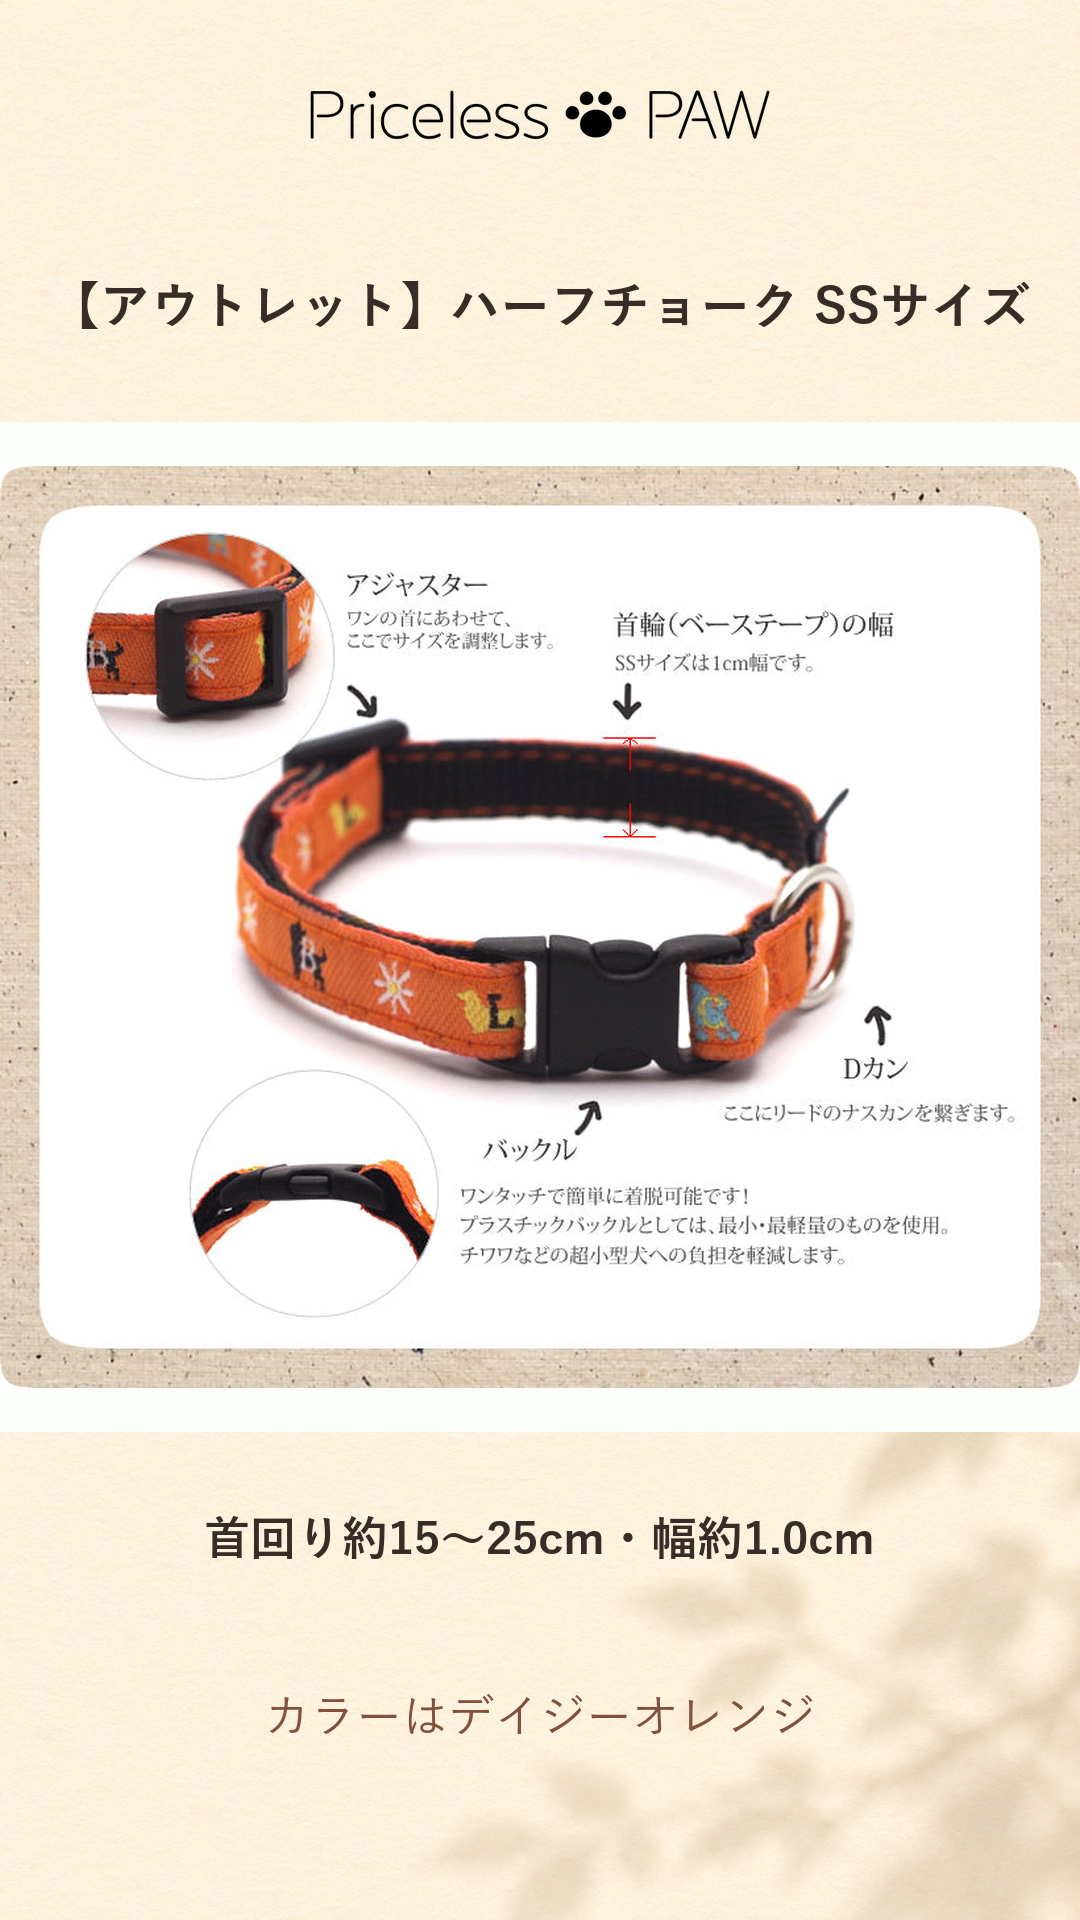 Priceless PAW
【アウトレット】ハーフチョーク SSサイズ
アジャスター
ワンの首にあわせて、
ここでサイズを調整します。
首輪(ベーステープ)の幅
SSサイズは1cm幅です。
B
L
B
L
C
Dカン
ここにリードのナスカンを繋ぎます。
バックル
ワンタッチで簡単に着脱可能です!
プラスチックバックルとしては、最小・最軽量のものを使用。
チワワなどの超小型犬への負担を軽減します。
首回り約15〜25cm・幅約1.0cm
カラーはデイジーオレンジ